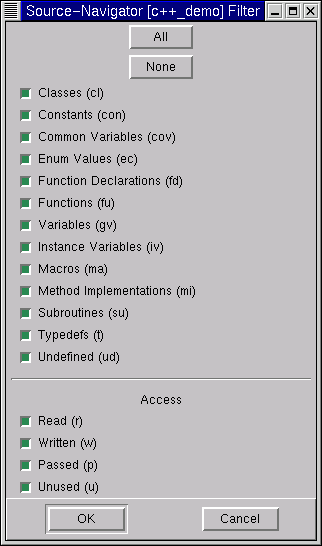 Source-Navigator [c++_demo] Filter
All
None
Classes (cl)
Constants (con)
Common Variables (cov)
Enum Values (ec)
Function Declarations (fd)
Functions (fu)
Variables (gv)
Instance Variables (iv)
Macros (ma)
Method Implementations (mi)
Subroutines (su)
Typedefs (t)
Undefined (ud)
Access
Read (r)
Written (w)
Passed (p)
Unused (u)
OK Cancel